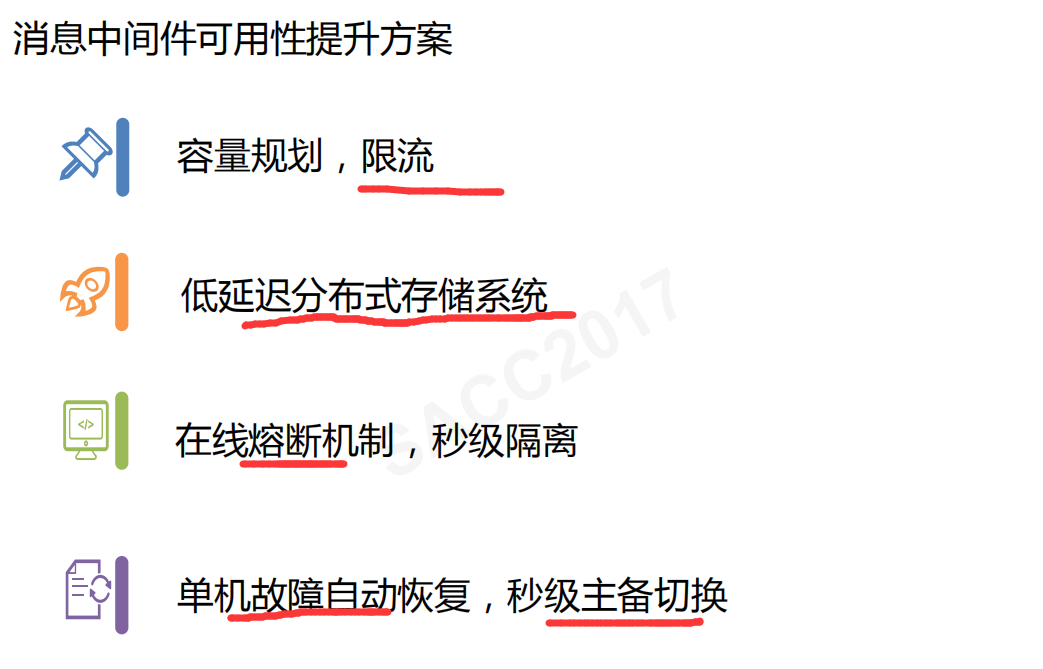 消息中间件可用性提升方案
容量规划，限流
低延迟分布式存储系统
SACC2017
</>
在线熔断机制，秒级隔离
单机故障自动恢复，秒级主备切换